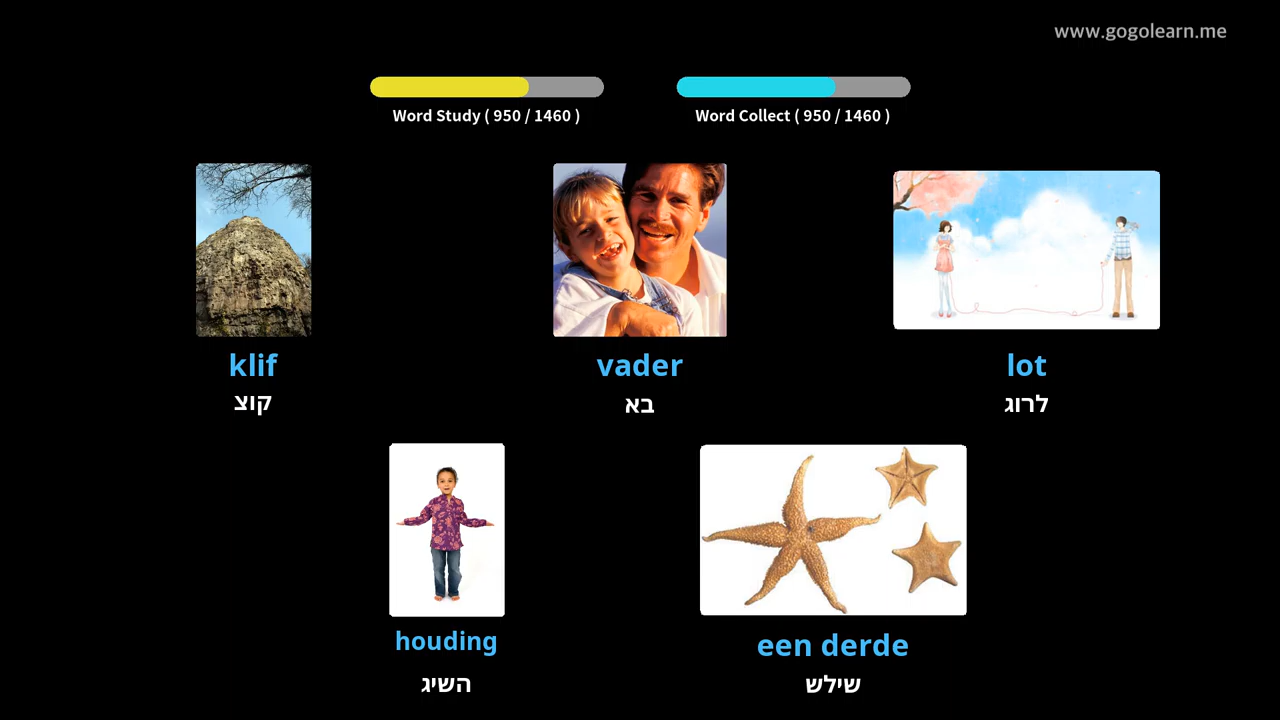 www.gogolearn.me
Word Study ( 950 / 1460 )
Word Collect ( 950 / 1460 )
klif
קוצ
vader
בא
lot
לרוג
houding
השיג
een derde
שילש